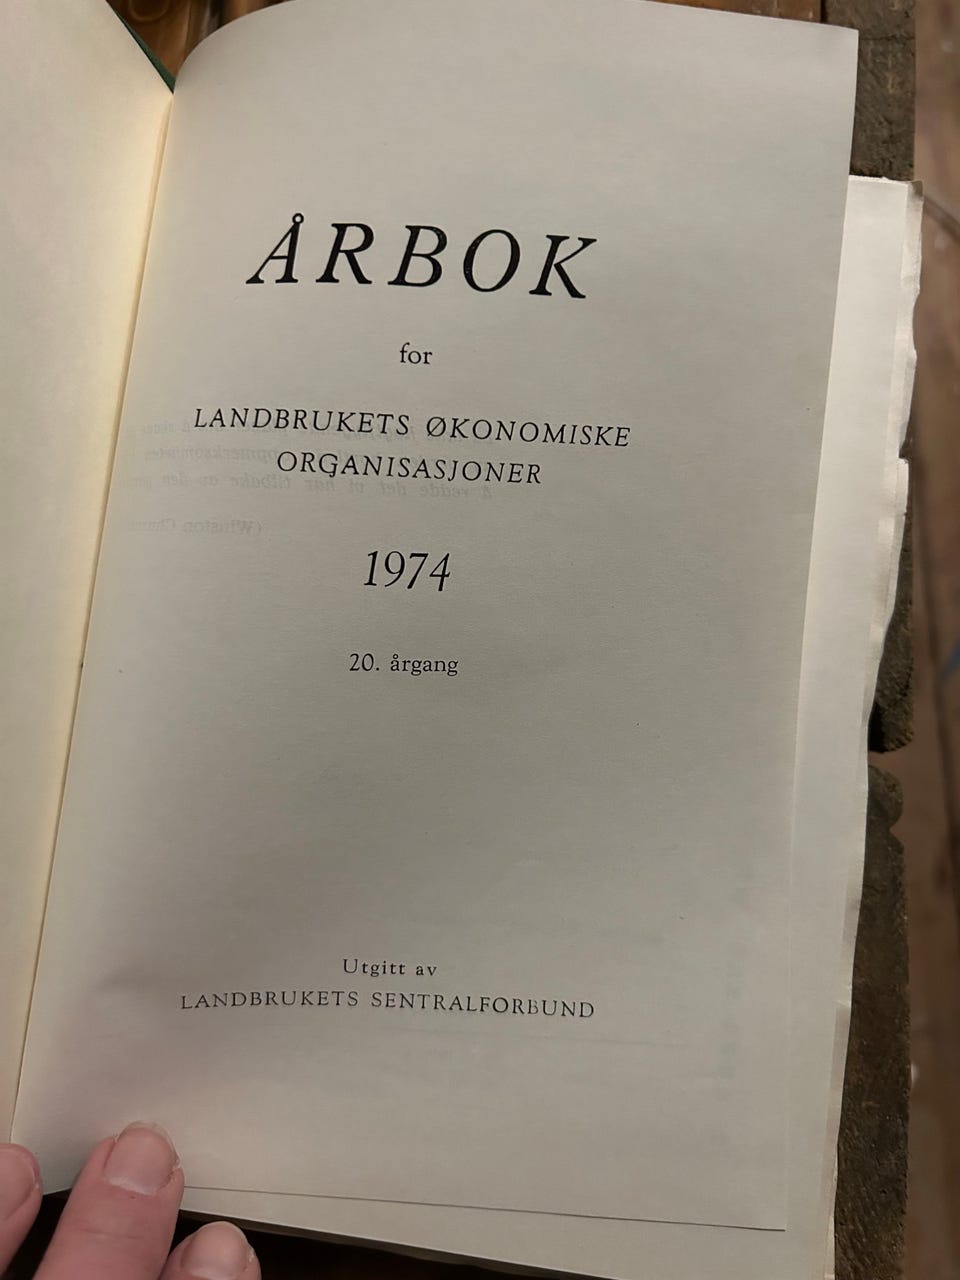 ÅRBOK
for
LANDBRUKETS ØKONOMISKE
ORGANISASJONER
1974
20. årgang
Utgitt av
LANDBRUKETS SENTRALFORBUND